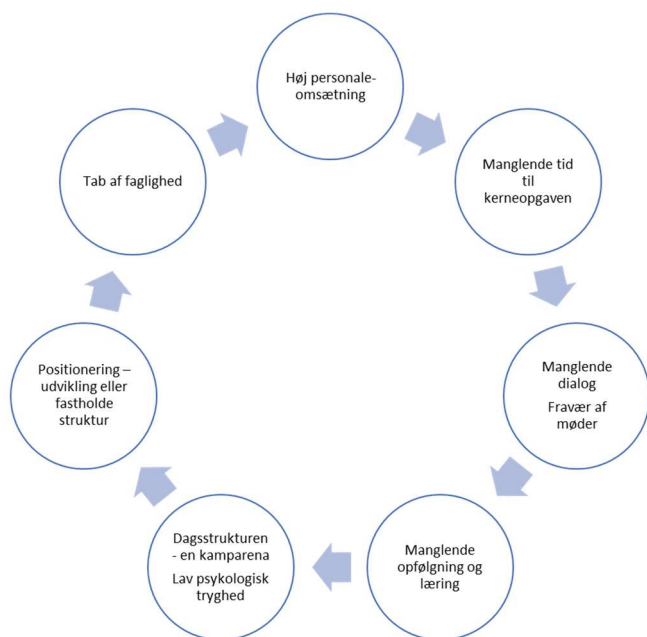 Høj personale-
omsætning
Manglende tid
til
kerneopgaven
Manglende
dialog
Fravær af
møder
Manglende
opfølgning og
læring
Dagsstrukturen
- en kamparena
Lav psykologisk
tryghed
Positionering –
udvikling eller
fastholde
struktur
Tab af faglighed